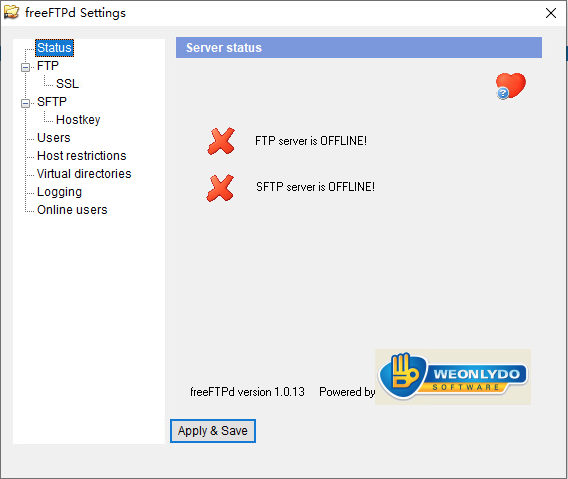 freeFTPd Settings
Status
FTP
SSL
SFTP
Hostkey
Users
Host restrictions
Virtual directories
Logging
Online users
Server status
?
FTP server is OFFLINE!
SFTP server is OFFLINE!
freeFTPd version 1.0.13 Powered by
WEONLYDO
SOFTWARE
Apply & Save